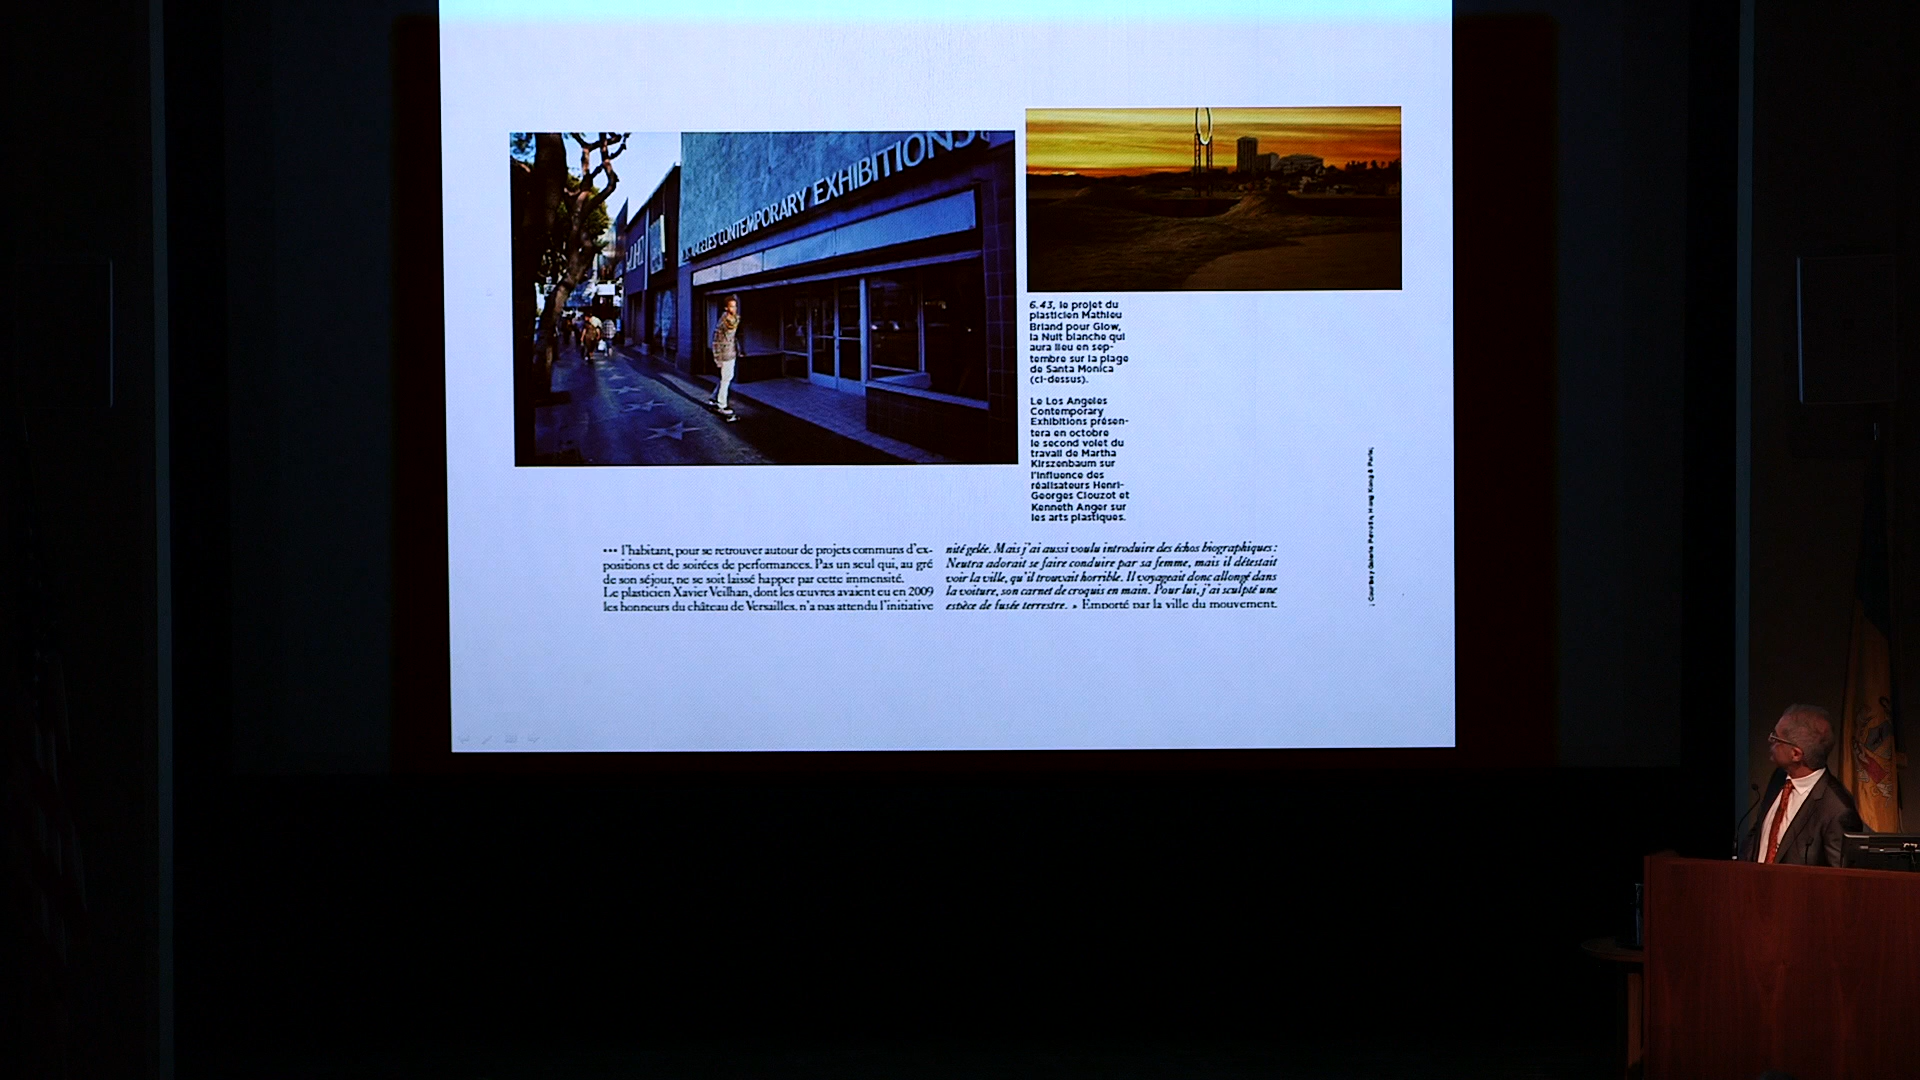 LOS ANGELES CONTEMPORARY EXHIBITIONS
6.43, le projet du
plasticien Mathieu
Briand pour Glow,
la Nuit blanche qui
aura lieu en sep-
tembre sur la plage
de Santa Monica
(ci-dessus).
Le Los Angeles
Contemporary
Exhibitions présen-
tera en octobre
le second volet du
travail de Martha
Kirszenbaum sur
l'influence des
réalisateurs Henri-
Georges Clouzot et
Kenneth Anger sur
les arts plastiques.
••• l'habitant, pour se retrouver autour de projets communs d'ex-
positions et de soirées de performances. Pas un seul qui, au gré
de son séjour, ne se soit laissé happer par cette immensité.
Le plasticien Xavier Veilhan, dont les œuvres avaient eu en 2009
les honneurs du château de Versailles, n'a pas attendu l'initiative
nité gelée. Mais j'ai aussi voulu introduire des échos biographiques :
Neutra adorait se faire conduire par sa femme, mais il détestait
voir la ville, qu'il trouvait horrible. Il voyageait donc allongé dans
la voiture, son carnet de croquis en main. Pour lui, j'ai sculpté une
espèce de fusée terrestre. » Emporté par la ville du mouvement,
Courtesy Galerie Perrotin, Hong Kong & Paris,